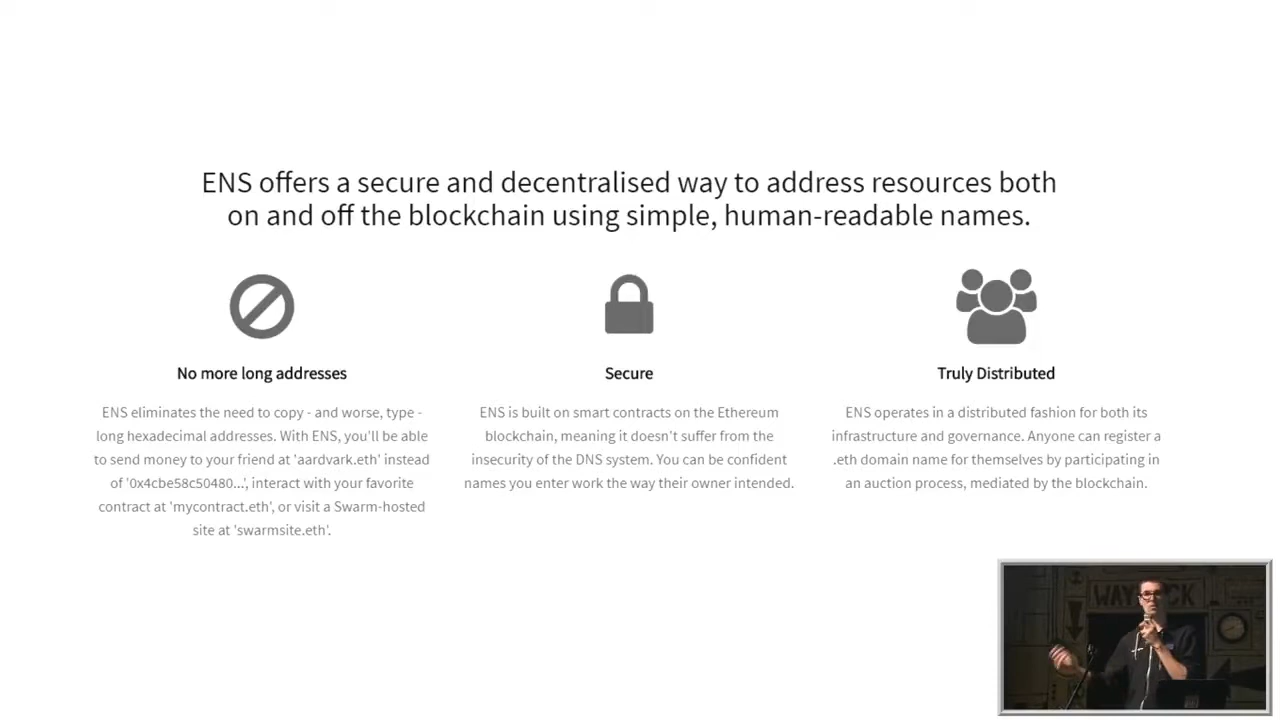 ENS offers a secure and decentralised way to address resources both
on and off the blockchain using simple, human-readable names.
No more long addresses
ENS eliminates the need to copy - and worse, type -
long hexadecimal addresses. With ENS, you'll be able
to send money to your friend at 'aardvark.eth' instead
of '0x4cbe58c50480...', interact with your favorite
contract at 'mycontract.eth', or visit a Swarm-hosted
site at 'swarmsite.eth'.
Secure
ENS is built on smart contracts on the Ethereum
blockchain, meaning it doesn't suffer from the
insecurity of the DNS system. You can be confident
names you enter work the way their owner intended.
Truly Distributed
ENS operates in a distributed fashion for both its
infrastructure and governance. Anyone can register a
.eth domain name for themselves by participating in
an auction process, mediated by the blockchain.